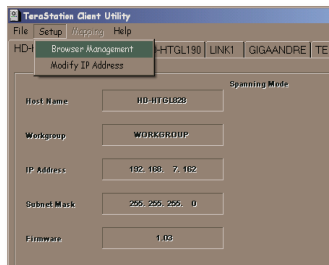 TeraStation Client Utility
File Setup Mapping Help
HD-H
HTGL190 LINK1 GIGAANDRE TE
Browser Management
Modify IP Address
Spanning Mode
Host Name HD-HTGL828
Workgroup WORKGROUP
IP Address 192. 168. 7. 162
Subnet Mask 255. 255. 255. 0
Firmware 1.03